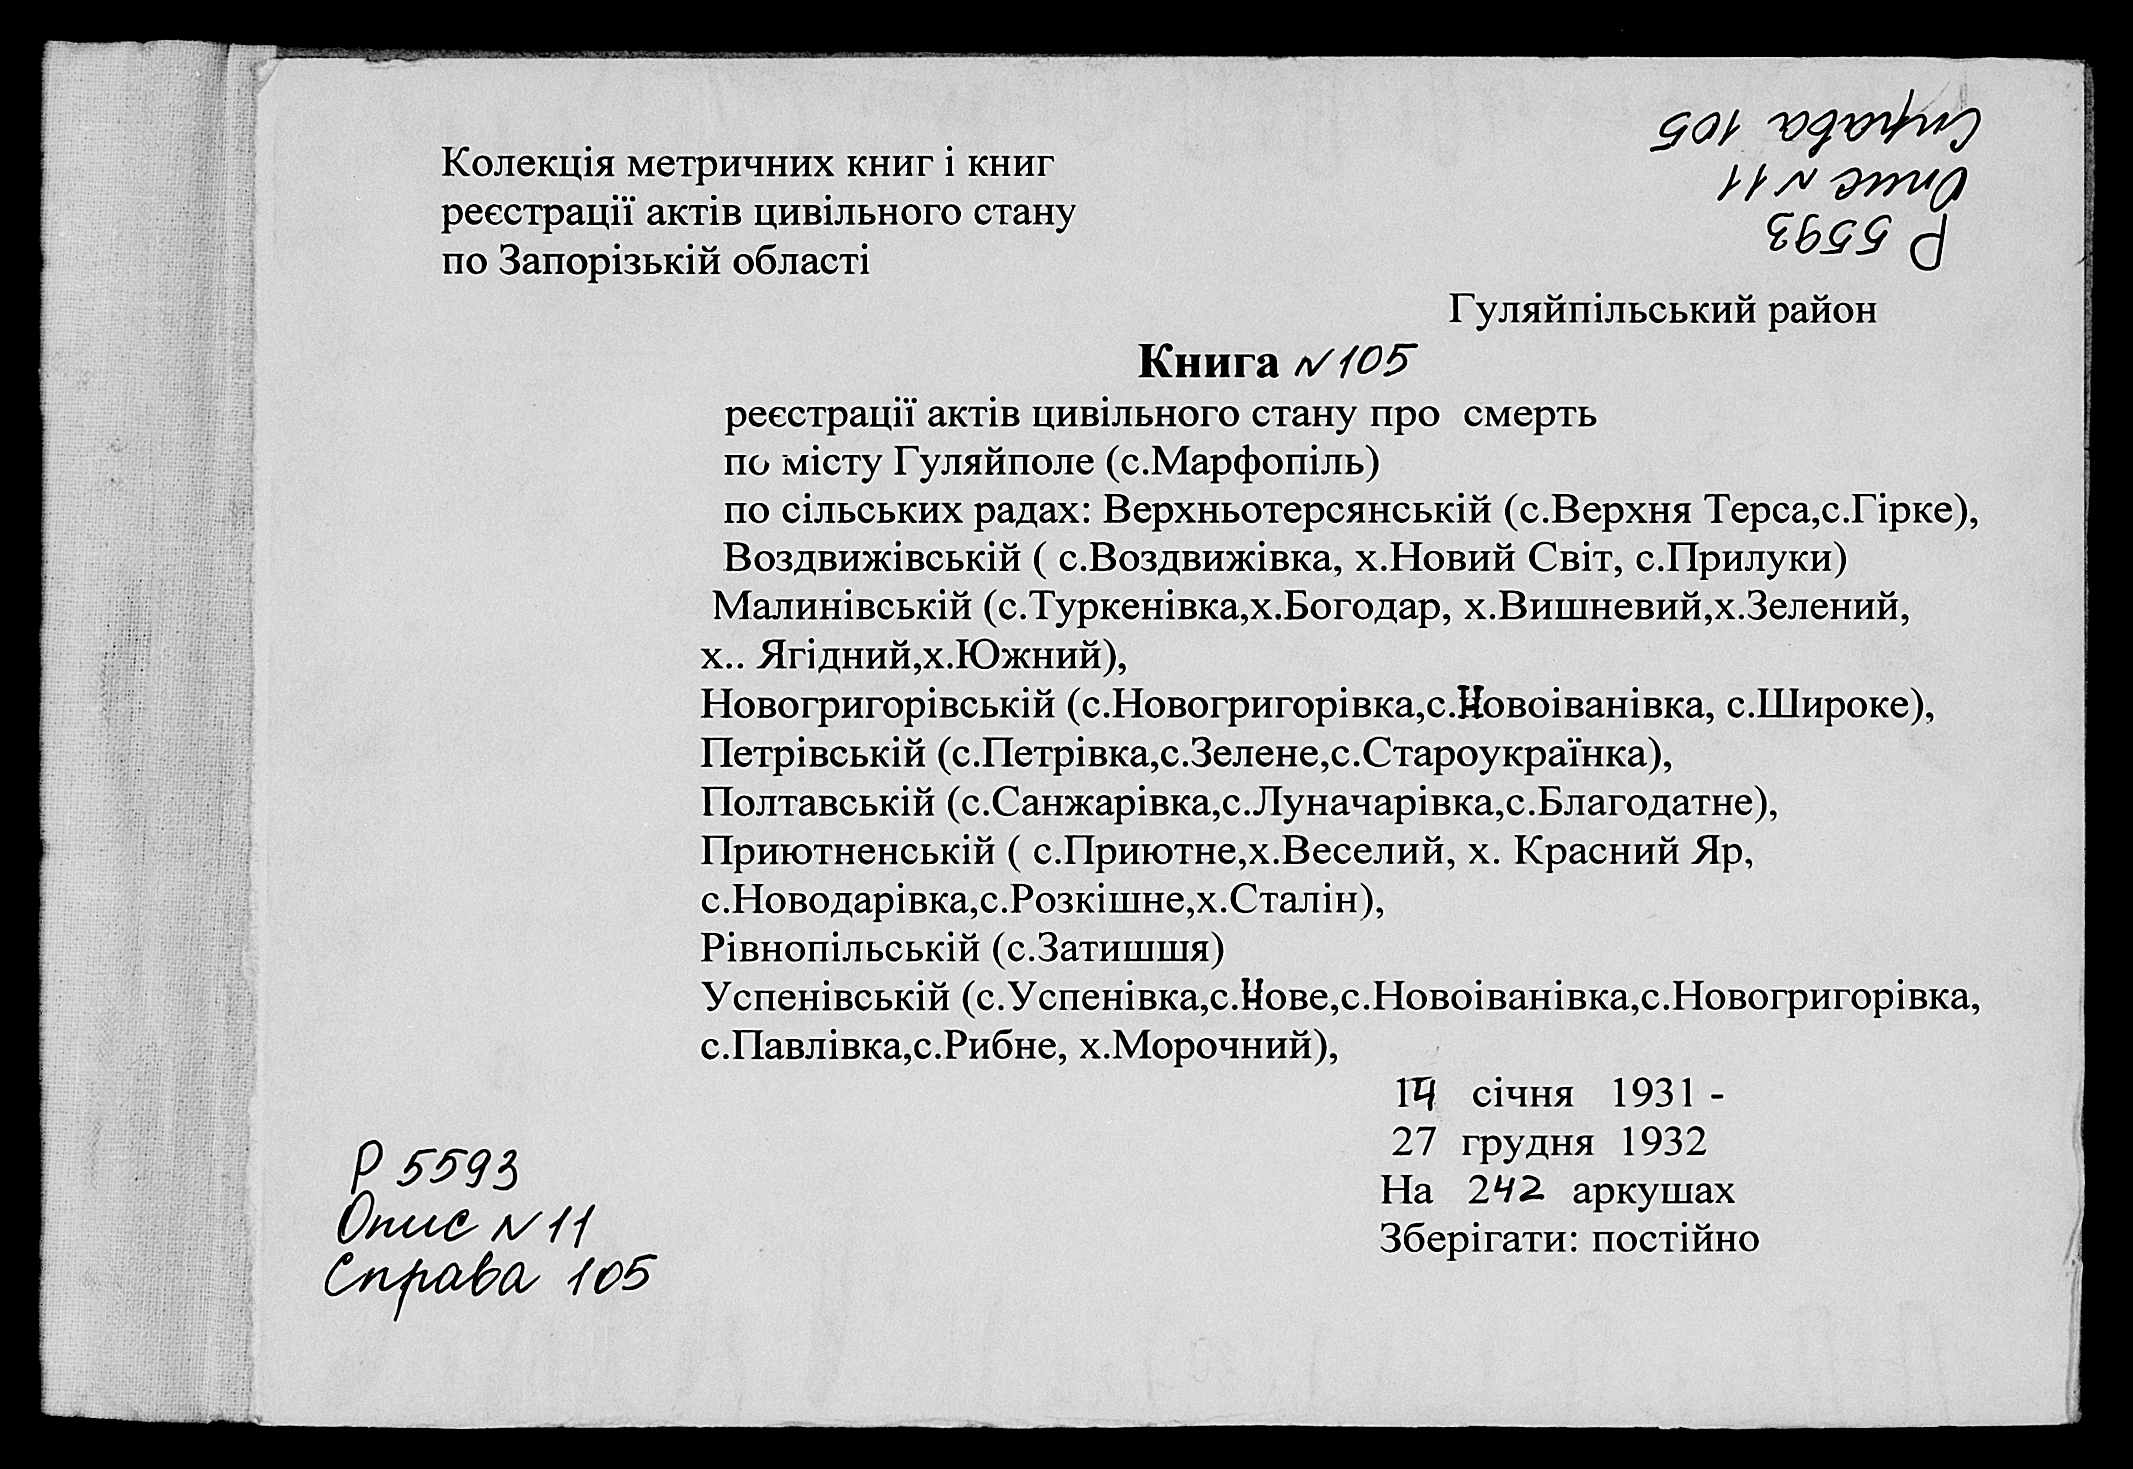 Справа 105
Опис N 11
Р 5593
Колекція метричних книг і книг
реєстрації актів цивільного стану
по Запорізькій області
Гуляйпільський район
Книга N 105
реєстрації актів цивільного стану про смерть
по місту Гуляйполе (с.Марфопіль)
по сільських радах: Верхньотерсянській (с.Верхня Терса,с.Гірке),
Воздвижівській ( с.Воздвижівка, х.Новий Світ, с.Прилуки)
Малинівській (с.Туркенівка,х.Богодар, х.Вишневий,х.Зелений,
х.. Ягідний,х.Южний),
Новогригорівській (с.Новогригорівка,с.Новоіванівка, с.Широке),
Петрівській (с.Петрівка,с.Зелене,с.Староукраїнка),
Полтавській (с.Санжарівка,с.Луначарівка,с.Благодатне),
Приютненській ( с.Приютне,х.Веселий, х. Красний Яр,
с.Новодарівка,с.Розкішне,х.Сталін),
Рівнопільській (с.Затишшя)
Успенівській (с.Успенівка,с.Нове,с.Новоіванівка,с.Новогригорівка,
с.Павлівка,с.Рибне, х.Морочний),
14 січня 1931 -
27 грудня 1932
На 242 аркушах
Зберігати: постійно
Р 5593
Опис N 11
Справа 105